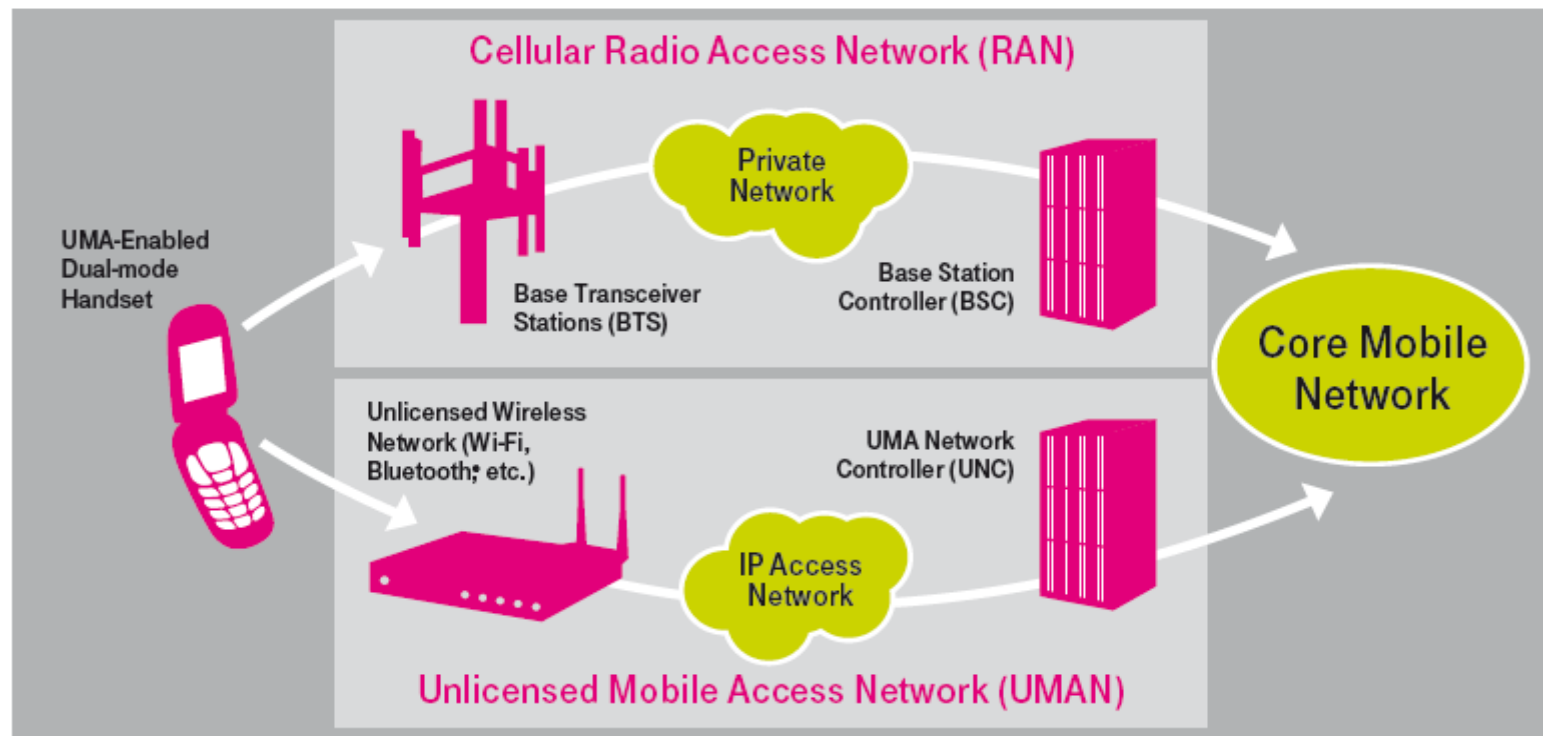 Cellular Radio Access Network (RAN)
Private
Network
UMA-Enabled
Dual-mode
Handset
Base Transceiver
Stations (BTS)
Base Station
Controller (BSC)
Core Mobile
Network
Unlicensed Wireless
Network (Wi-Fi,
Bluetooth,® etc.)
UMA Network
Controller (UNC)
IP Access
Network
Unlicensed Mobile Access Network (UMAN)